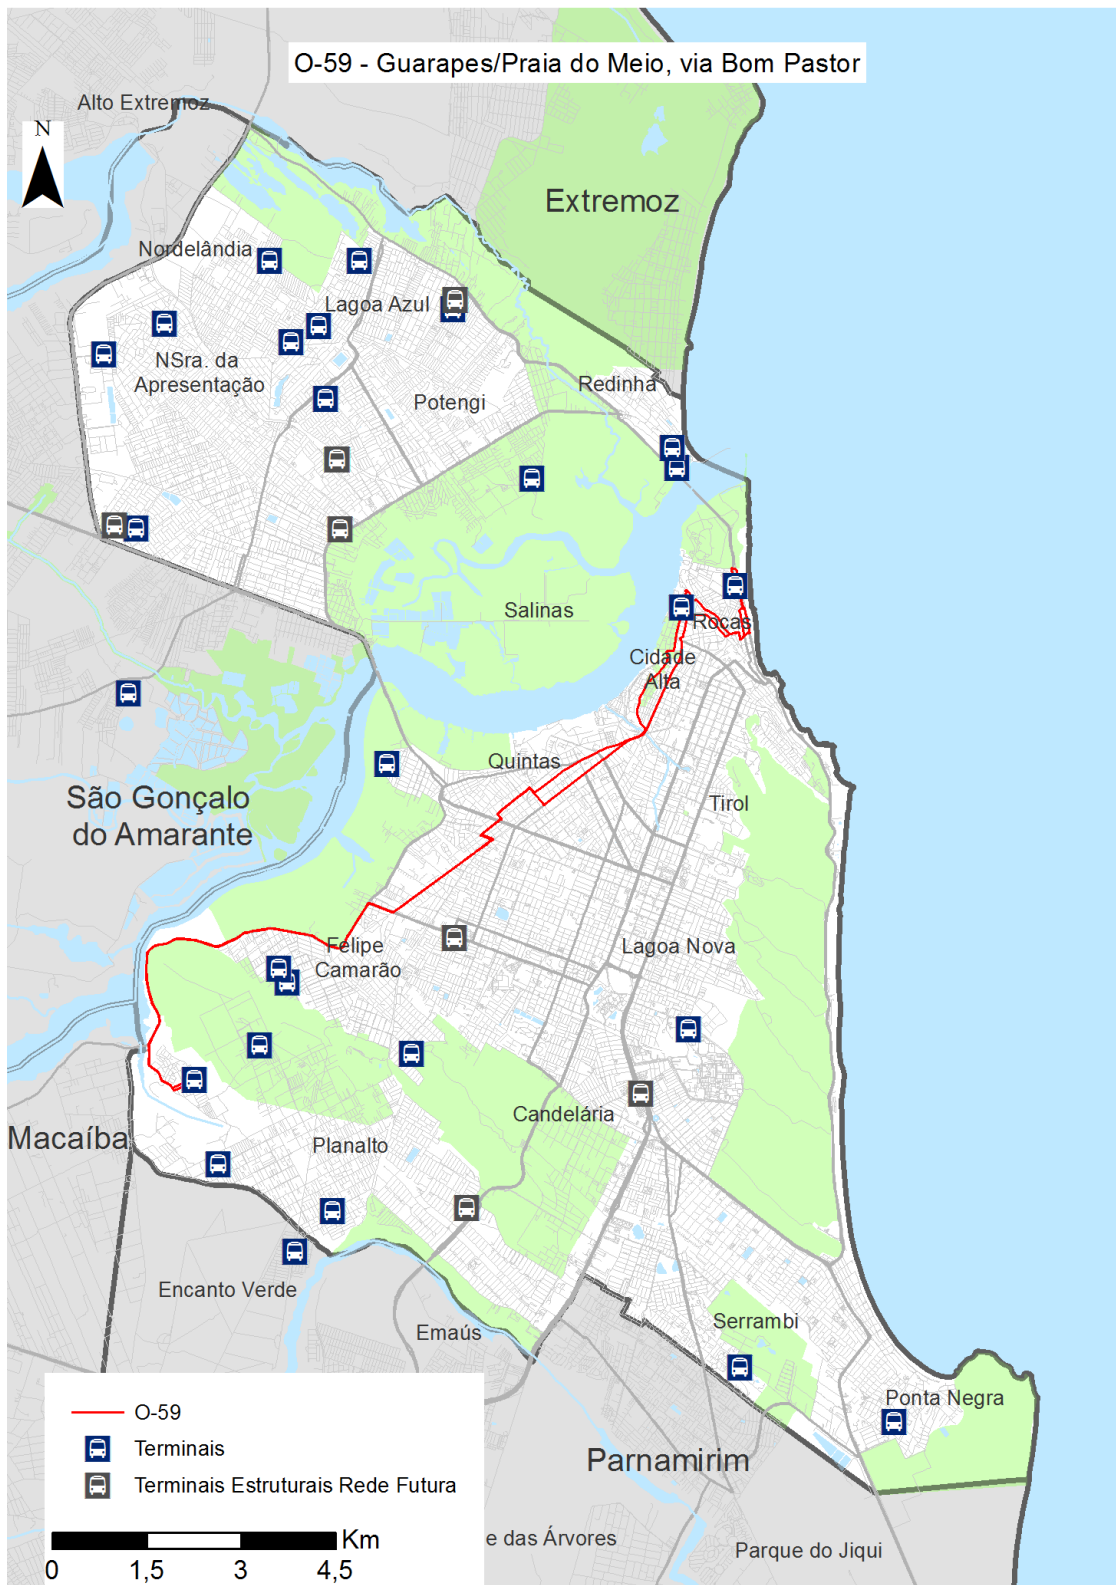 O-59 - Guarapes/Praia do Meio, via Bom Pastor
Alto Extremoz
N
Extremoz
Nordelândia
Lagoa Azul
NSra. da
Apresentação
Redinha
Potengi
Salinas
Rocas
Cidade
Alta
Quintas
São Gonçalo
do Amarante
Tirol
Felipe
Camarão
Lagoa Nova
Candelária
Macaíba
Planalto
Encanto Verde
Emaús
Serrambi
Ponta Negra
Parnamirim
e das Árvores
Parque do Jiqui
O-59
Terminais
Terminais Estruturais Rede Futura
Km
0 1,5 3 4,5